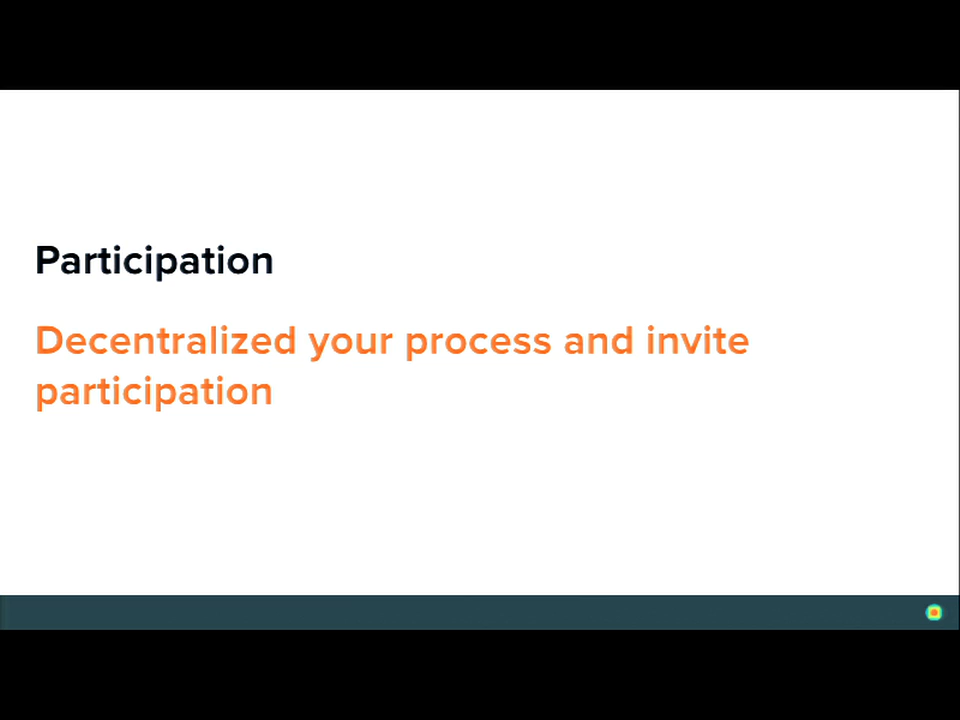 Participation
Decentralized your process and invite
participation